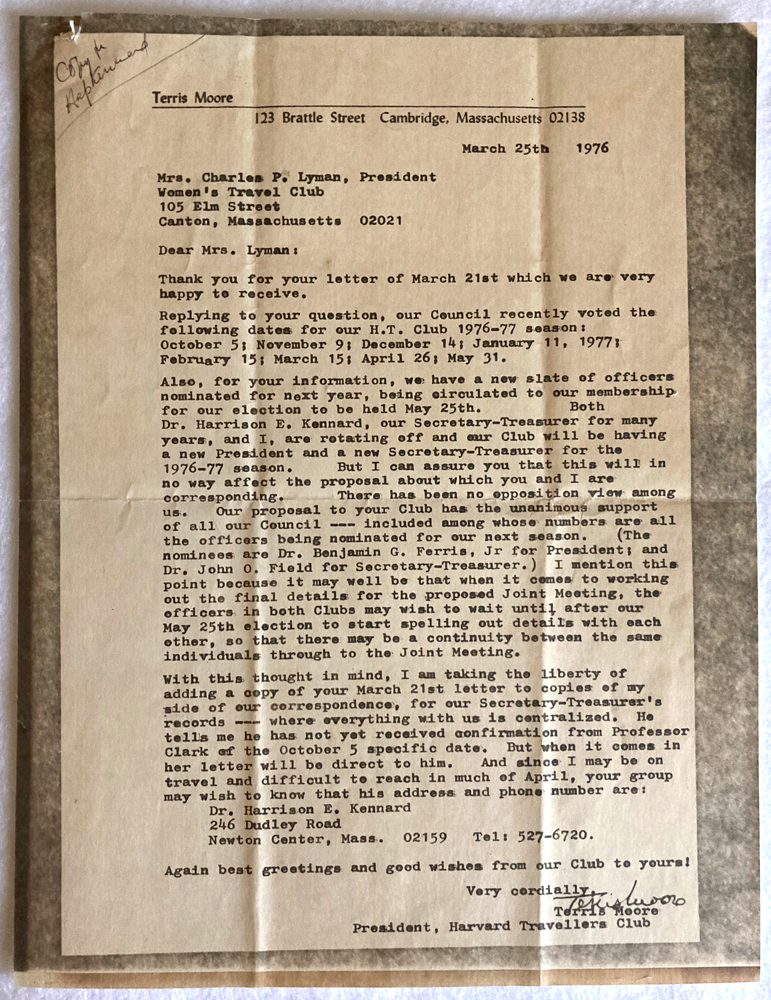 Copy to
Terris Moore
123 Brattle Street Cambridge, Massachusetts 02138
March 25th 1976
Mrs. Charles P. Lyman, President
Women's Travel Club
105 Elm Street
Canton, Massachusetts 02021
Dear Mrs. Lyman:
Thank you for your letter of March 21st which we are very
happy to receive.
Replying to your question, our Council recently voted the
following dates for our H.T. Club 1976-77 season:
October 5; November 9; December 14; January 11, 1977;
February 15; March 15; April 26; May 31.
Also, for your information, we have a new slate of officers
nominated for next year, being circulated to our membership
for our election to be held May 25th. Both
Dr. Harrison E. Kennard, our Secretary-Treasurer for many
years, and I, are rotating off and our Club will be having
a new President and a new Secretary-Treasurer for the
1976-77 season. But I can assure you that this will in
no way affect the proposal about which you and I are
corresponding. There has been no opposition view among
us. Our proposal to your Club has the unanimous support
of all our Council --- included among whose numbers are all
the officers being nominated for our next season. (The
nominees are Dr. Benjamin G. Ferris, Jr for President; and
Dr. John O. Field for Secretary-Treasurer.) I mention this
point because it may well be that when it comes to working
out the final details for the proposed Joint Meeting, the
officers in both Clubs may wish to wait until after our
May 25th election to start spelling out details with each
other, so that there may be a continuity between the same
individuals through to the Joint Meeting.
With this thought in mind, I am taking the liberty of
adding a copy of your March 21st letter to copies of my
side of our correspondence, for our Secretary-Treasurer's
records --- where everything with us is centralized. He
tells me he has not yet received confirmation from Professor
Clark of the October 5 specific date. But when it comes in
her letter will be direct to him. And since I may be on
travel and difficult to reach in much of April, your group
may wish to know that his address and phone number are:
Dr. Harrison E. Kennard
246 Dudley Road
Newton Center, Mass. 02159 Tel: 527-6720.
Again best greetings and good wishes from our Club to yours!
Very cordially,
Terris Moore
Terris Moore
President, Harvard Travellers Club